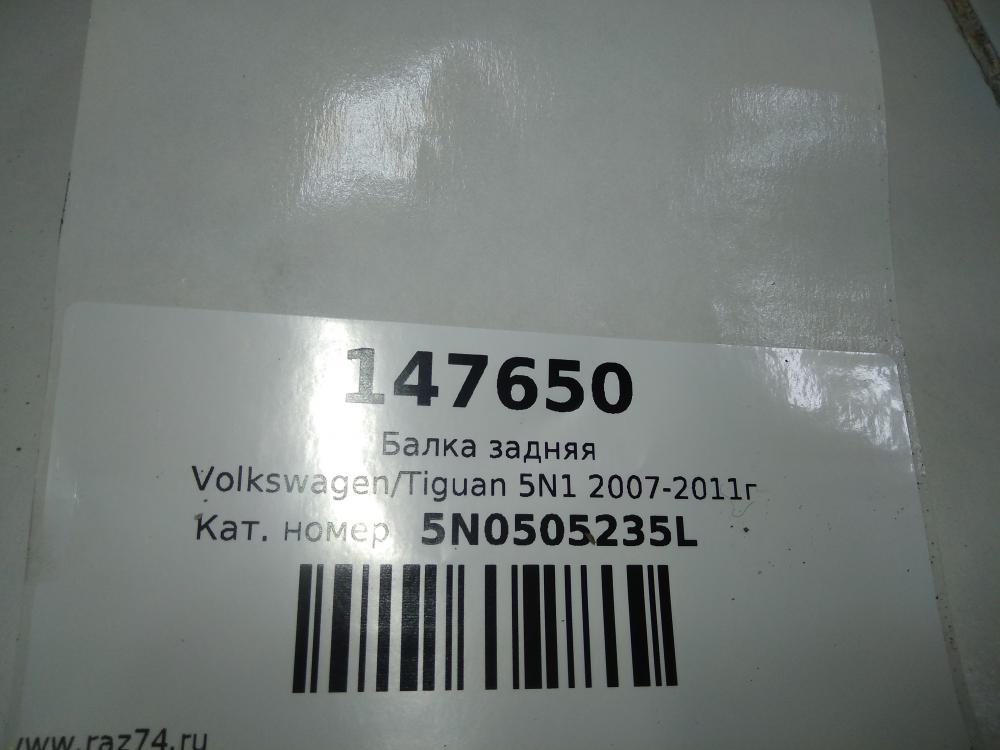 147650
Балка задняя
Volkswagen/Tiguan 5N1 2007-2011г
Кат. номер 5N0505235L
www.raz74.ru